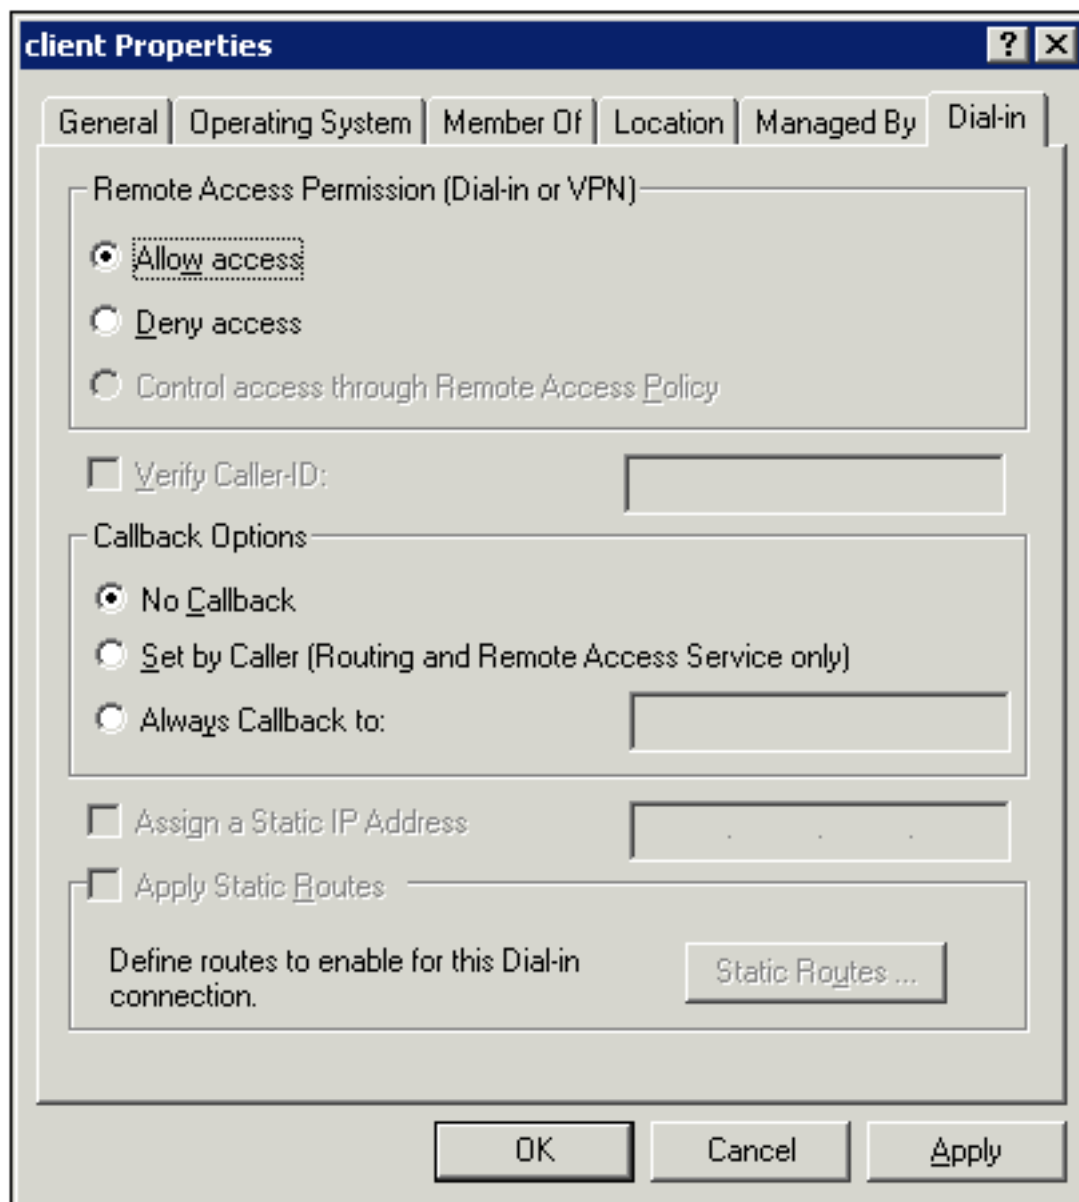 client Properties
General Operating System Member Of Location Managed By Dial-in
Remote Access Permission (Dial-in or VPN)
Allow access
Deny access
Control access through Remote Access Policy
Verify Caller-ID:
Callback Options
No Callback
Set by Caller (Routing and Remote Access Service only)
Always Callback to:
Assign a Static IP Address . . .
Apply Static Routes
Define routes to enable for this Dial-in
connection.
Static Routes ...
OK Cancel Apply